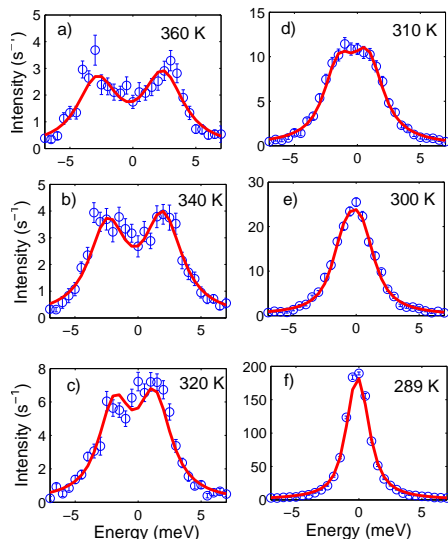 a) 360 K
Intensity (s⁻¹)
5
4
3
2
1
0
−5 0 5
d) 310 K
15
10
5
0
−5 0 5
b) 340 K
Intensity (s⁻¹)
5
4
3
2
1
0
−5 0 5
e) 300 K
30
20
10
0
−5 0 5
c) 320 K
Intensity (s⁻¹)
8
6
4
2
0
−5 0 5
Energy (meV)
f) 289 K
200
150
100
50
0
−5 0 5
Energy (meV)